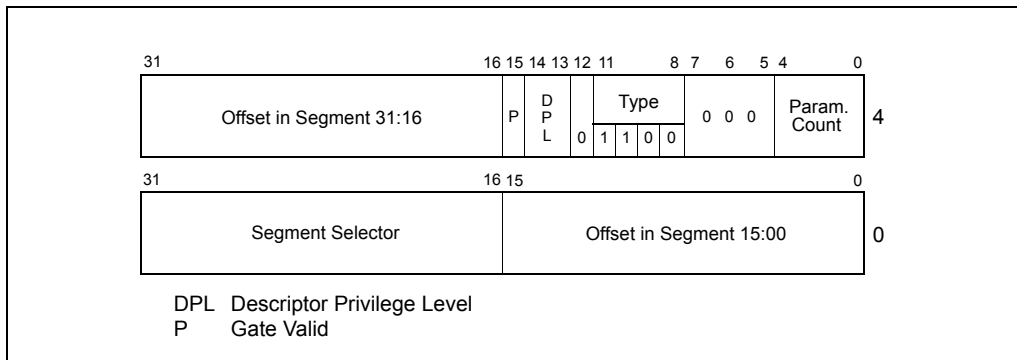 31 16 15 14 13 12 11 8 7 6 5 4 0
Offset in Segment 31:16 P D P L 0 Type 1 1 0 0 0 0 0 Param. Count 4
31 16 15 0
Segment Selector Offset in Segment 15:00 0
DPL Descriptor Privilege Level
P Gate Valid